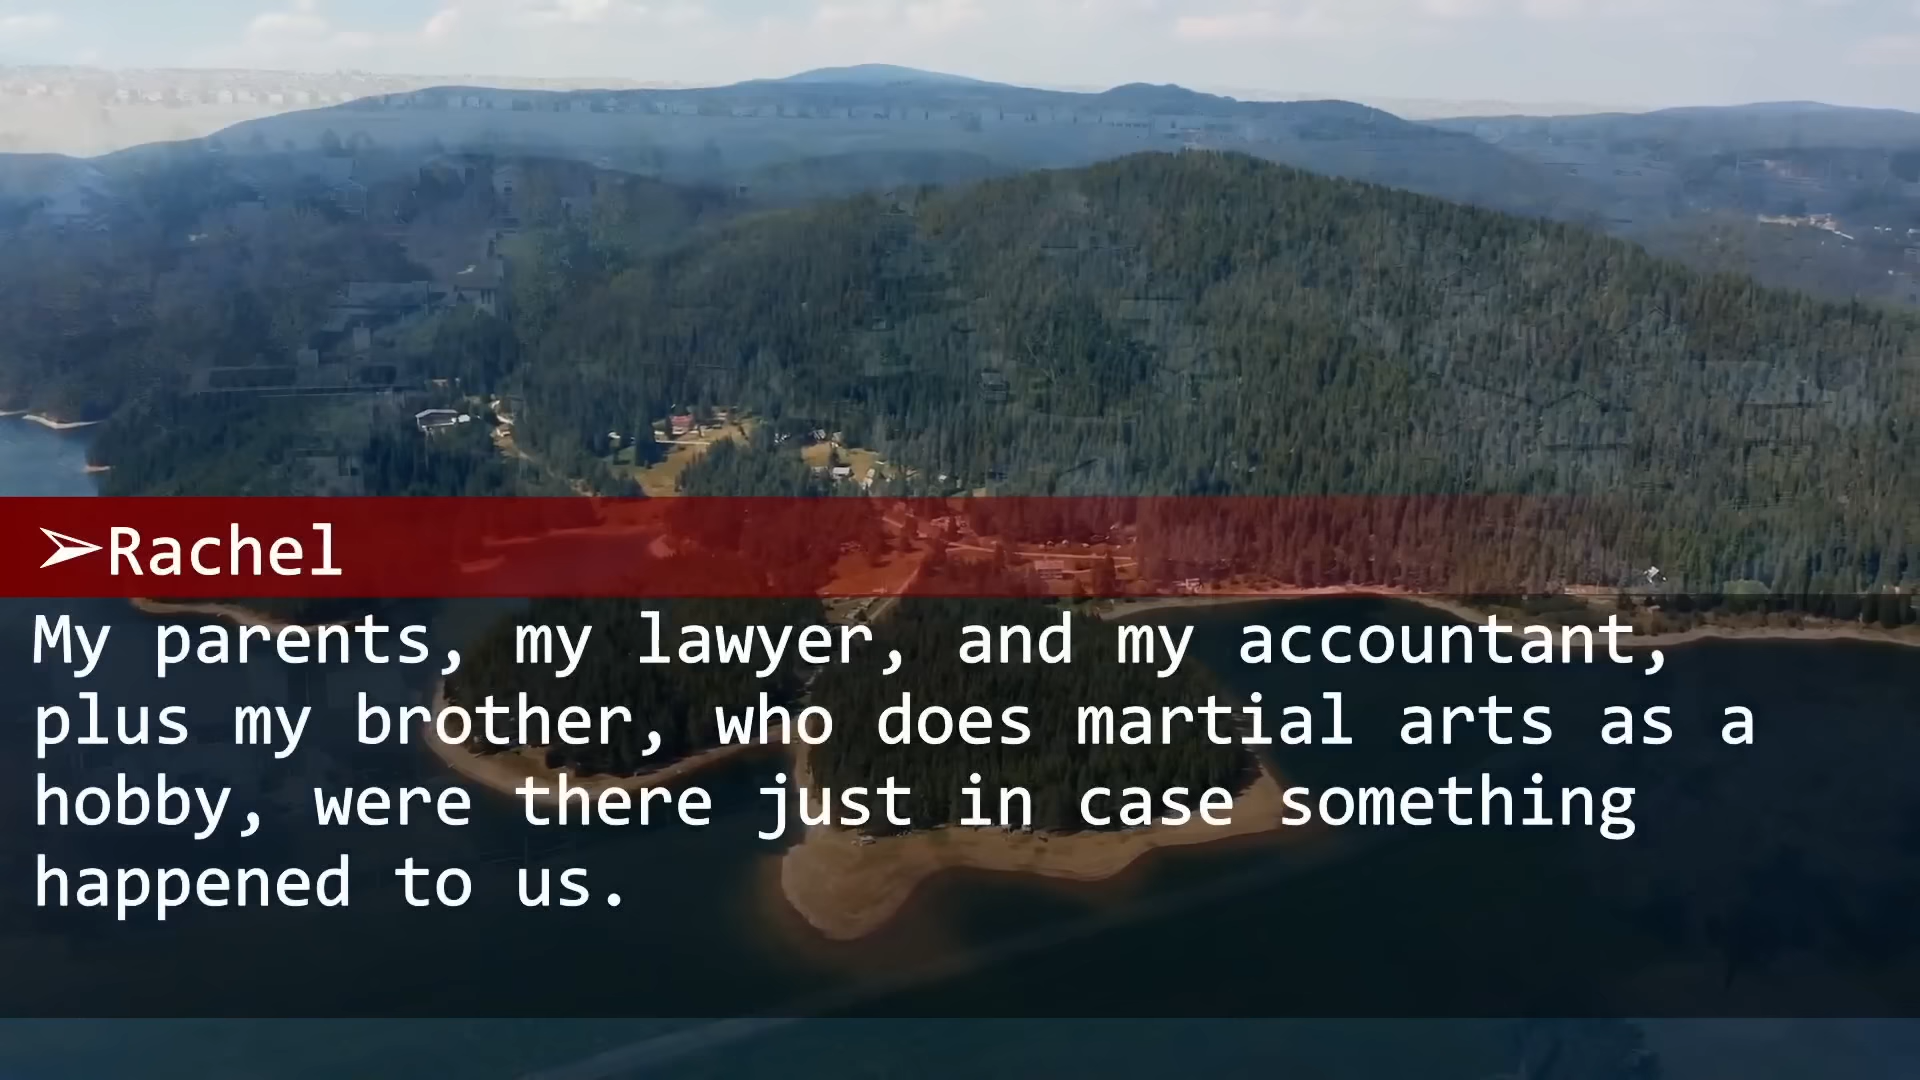 ➢Rachel
My parents, my lawyer, and my accountant,
plus my brother, who does martial arts as a
hobby, were there just in case something
happened to us.